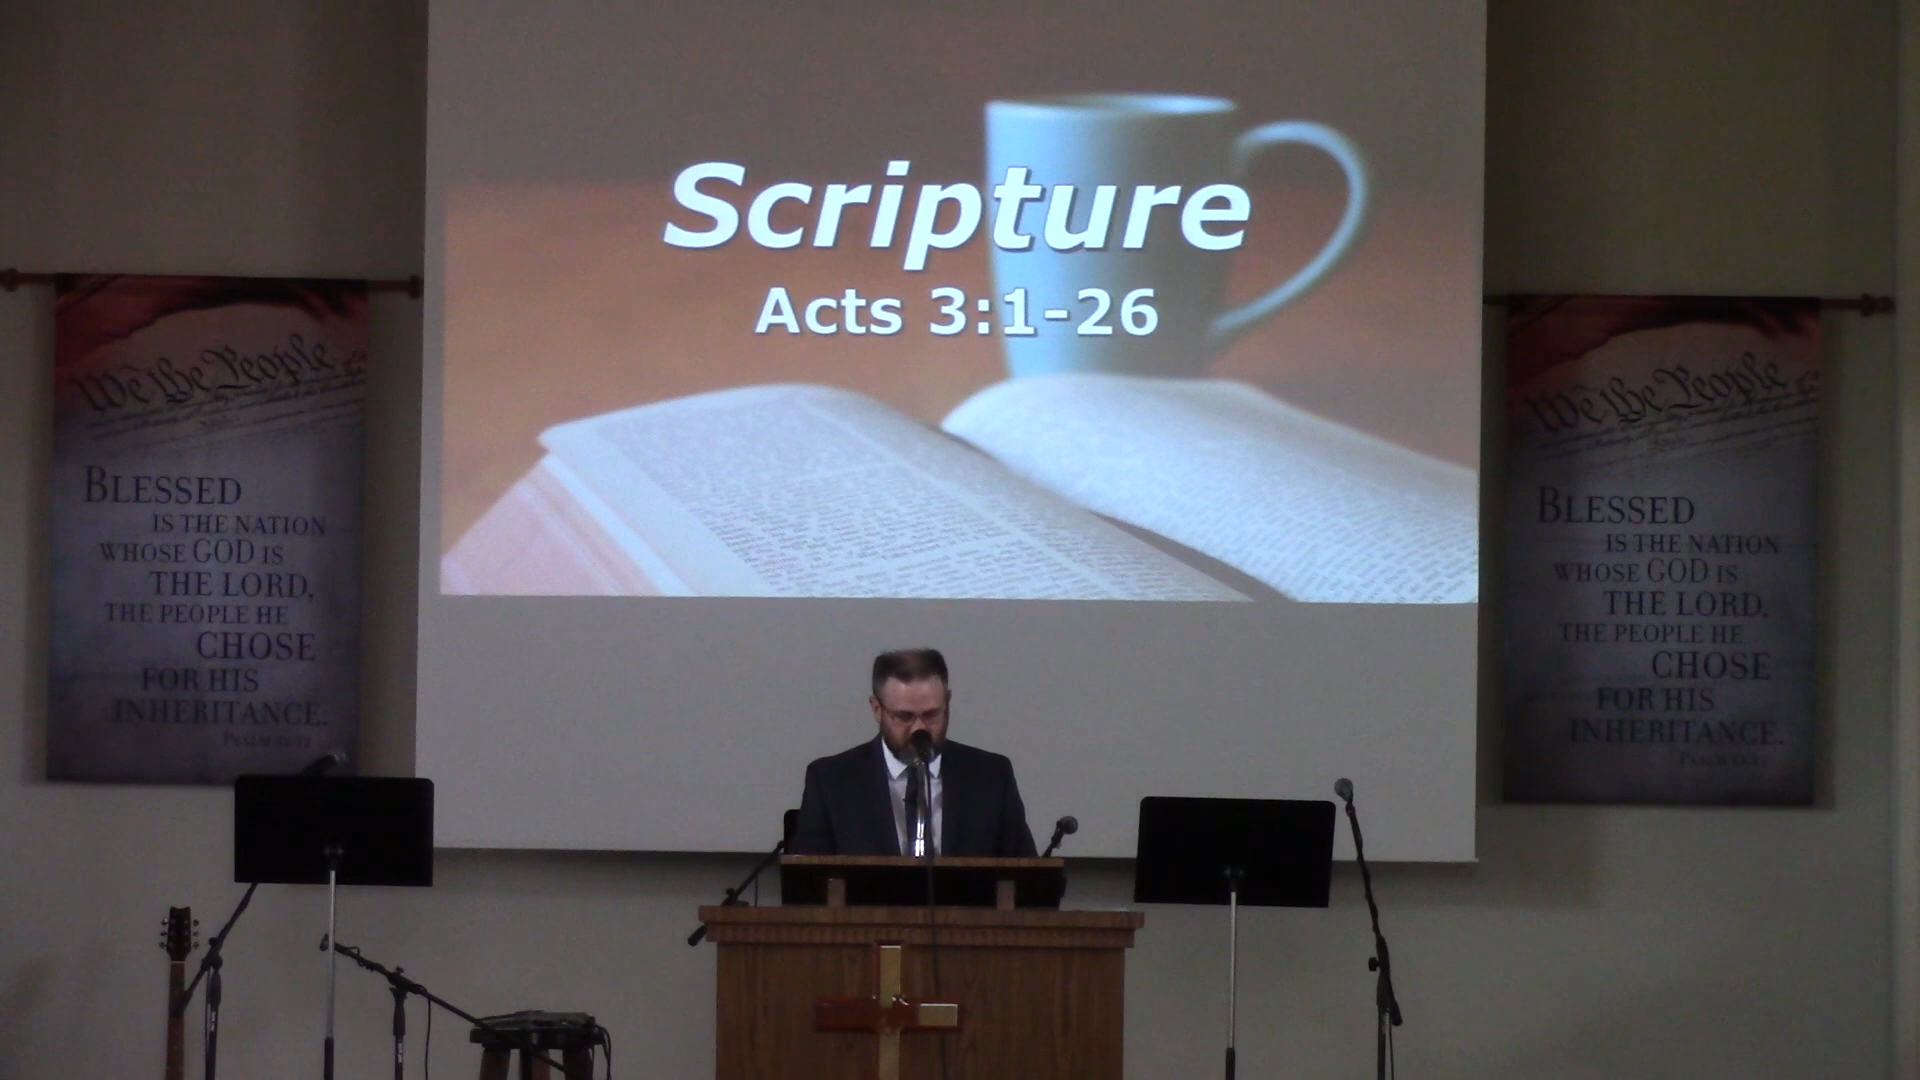 Scripture
Acts 3:1-26
We the People
BLESSED
IS THE NATION
WHOSE GOD IS
THE LORD,
THE PEOPLE HE
CHOSE
FOR HIS
INHERITANCE.
We the People
BLESSED
IS THE NATION
WHOSE GOD IS
THE LORD,
THE PEOPLE HE
CHOSE
FOR HIS
INHERITANCE.